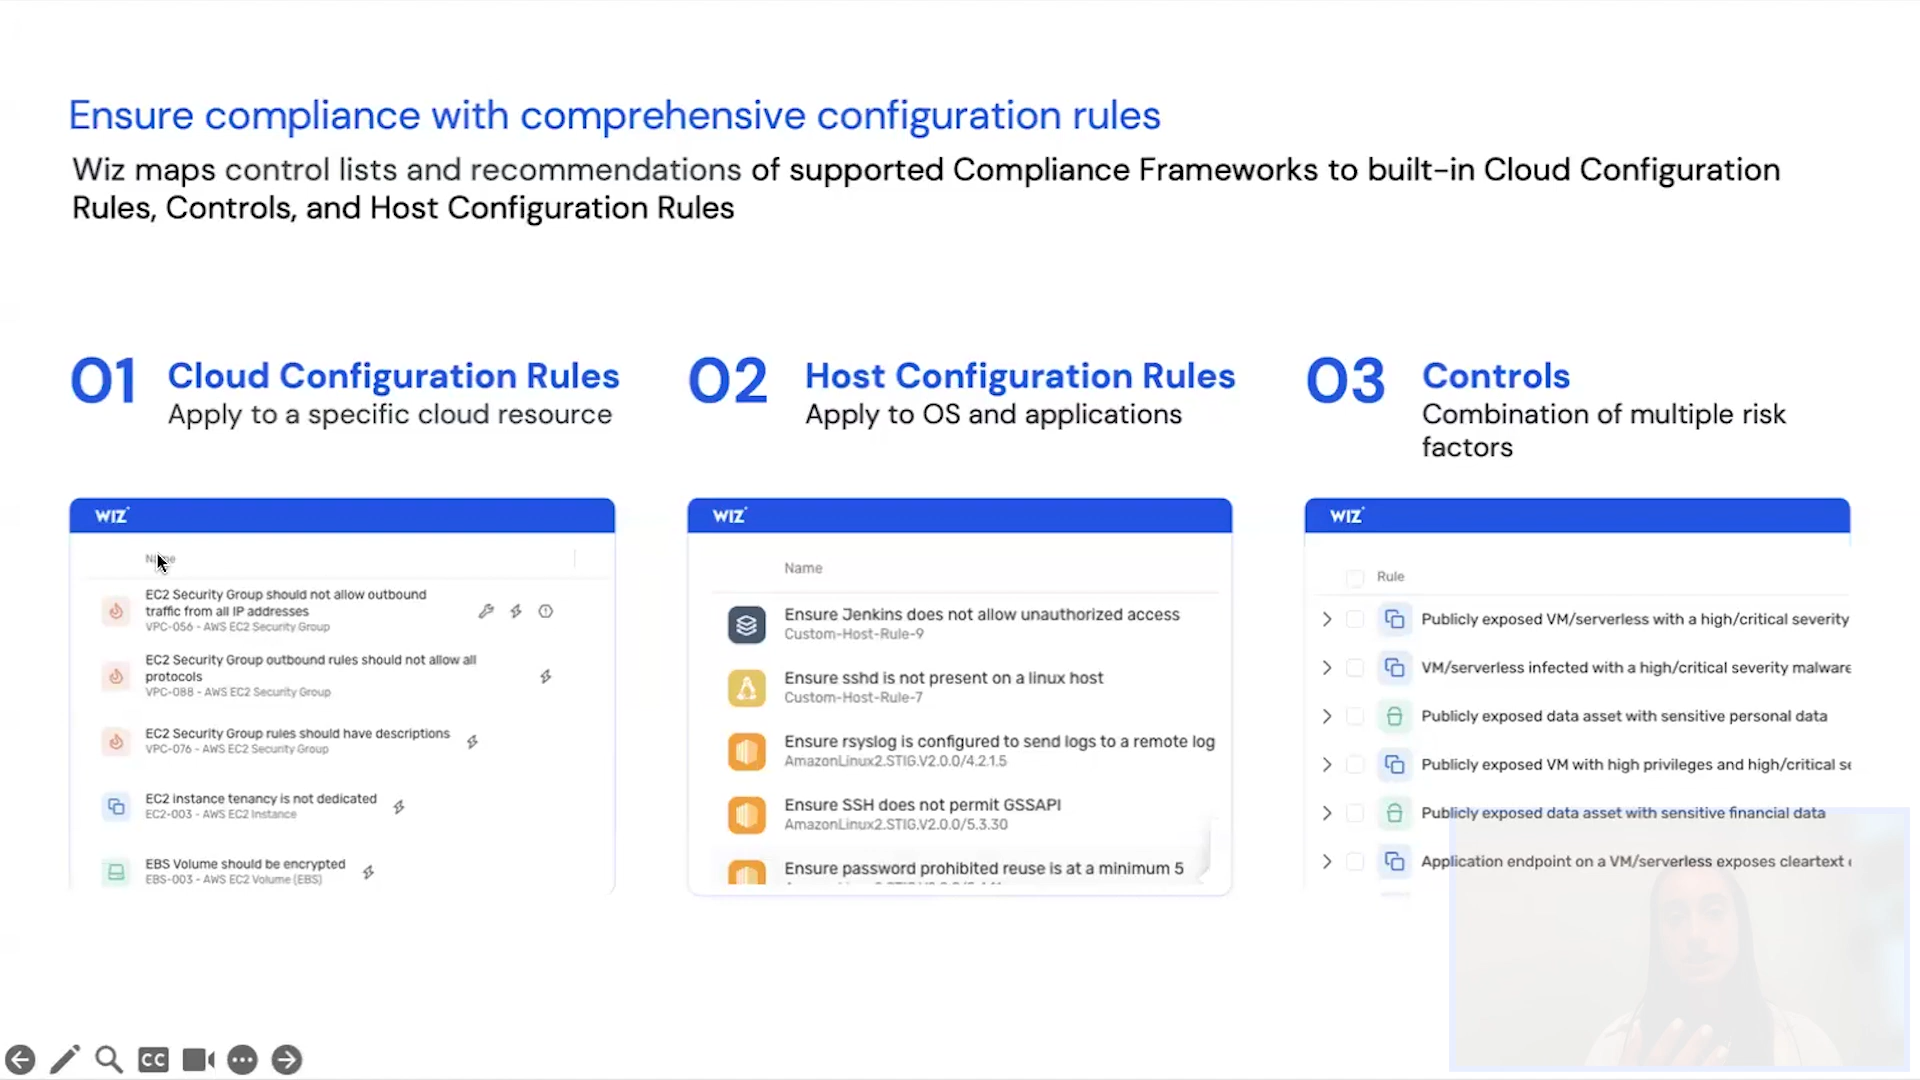 Ensure compliance with comprehensive configuration rules
Wiz maps control lists and recommendations of supported Compliance Frameworks to built-in Cloud Configuration
Rules, Controls, and Host Configuration Rules
01
Cloud Configuration Rules
Apply to a specific cloud resource
WIZ
Name
EC2 Security Group should not allow outbound
traffic from all IP addresses
VPC-056 - AWS EC2 Security Group
EC2 Security Group outbound rules should not allow all
protocols
VPC-088 - AWS EC2 Security Group
EC2 Security Group rules should have descriptions
VPC-076 - AWS EC2 Security Group
EC2 instance tenancy is not dedicated
EC2-003 - AWS EC2 Instance
EBS Volume should be encrypted
EBS-003 - AWS EC2 Volume (EBS)
02
Host Configuration Rules
Apply to OS and applications
WIZ
Name
Ensure Jenkins does not allow unauthorized access
Custom-Host-Rule-9
Ensure sshd is not present on a linux host
Custom-Host-Rule-7
Ensure rsyslog is configured to send logs to a remote log
AmazonLinux2.STIG.V2.0.0/4.2.1.5
Ensure SSH does not permit GSSAPI
AmazonLinux2.STIG.V2.0.0/5.3.30
Ensure password prohibited reuse is at a minimum 5
03
Controls
Combination of multiple risk
factors
WIZ
Rule
Publicly exposed VM/serverless with a high/critical severity
VM/serverless infected with a high/critical severity malware
Publicly exposed data asset with sensitive personal data
Publicly exposed VM with high privileges and high/critical se
Publicly exposed data asset with sensitive financial data
Application endpoint on a VM/serverless exposes cleartext
CC